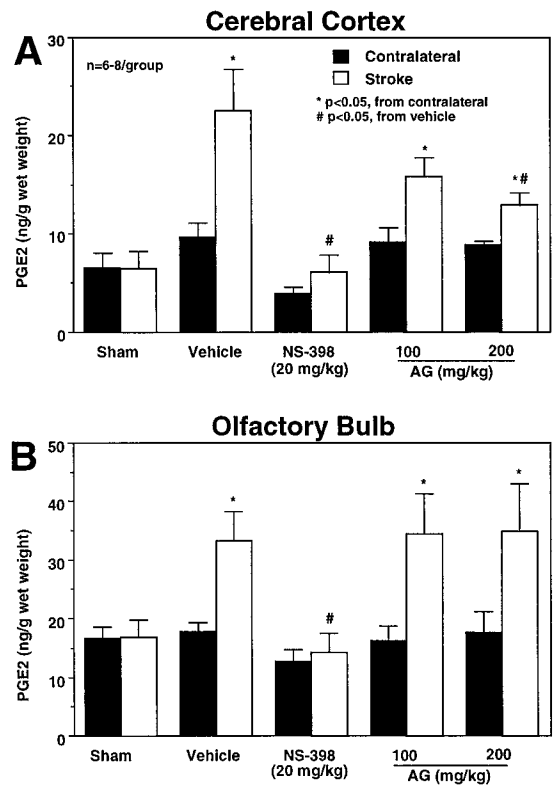 Cerebral Cortex
A
n=6-8/group
Contralateral
Stroke
* p<0.05, from contralateral
# p<0.05, from vehicle
PGE2 (ng/g wet weight)
30
20
10
0
*
#
*
*#
Sham Vehicle NS-398 100 200
(20 mg/kg) AG (mg/kg)
Olfactory Bulb
B
PGE2 (ng/g wet weight)
50
40
30
20
10
0
*
#
*
*
Sham Vehicle NS-398 100 200
(20 mg/kg) AG (mg/kg)